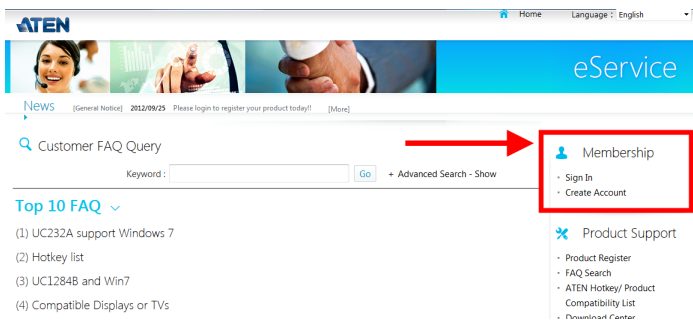 ATEN
Home Language : English
eService
News [General Notice] 2012/09/25 Please login to register your product today!! [More]
Customer FAQ Query
Keyword : Go + Advanced Search - Show
Top 10 FAQ
(1) UC232A support Windows 7
(2) Hotkey list
(3) UC1284B and Win7
(4) Compatible Displays or TVs
Membership
Sign In
Create Account
Product Support
Product Register
FAQ Search
ATEN Hotkey/ Product
Compatibility List
Download Center